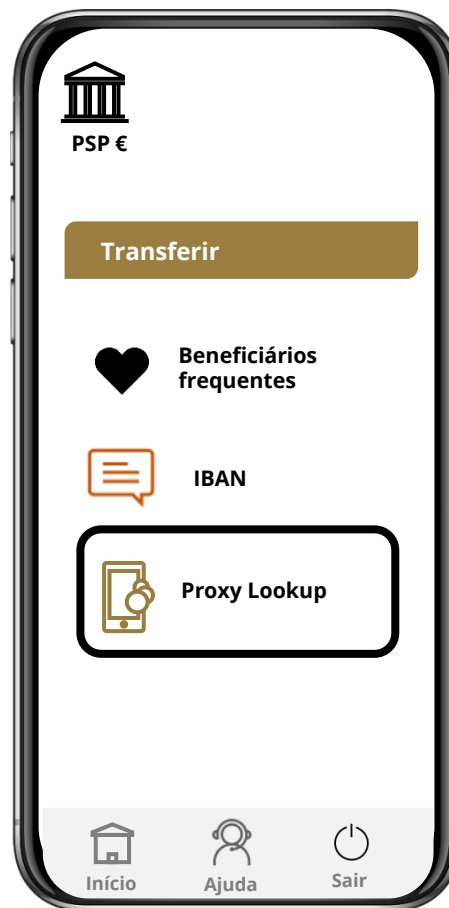 PSP €
Transferir
Beneficiários
frequentes
IBAN
Proxy Lookup
Início
Ajuda
Sair